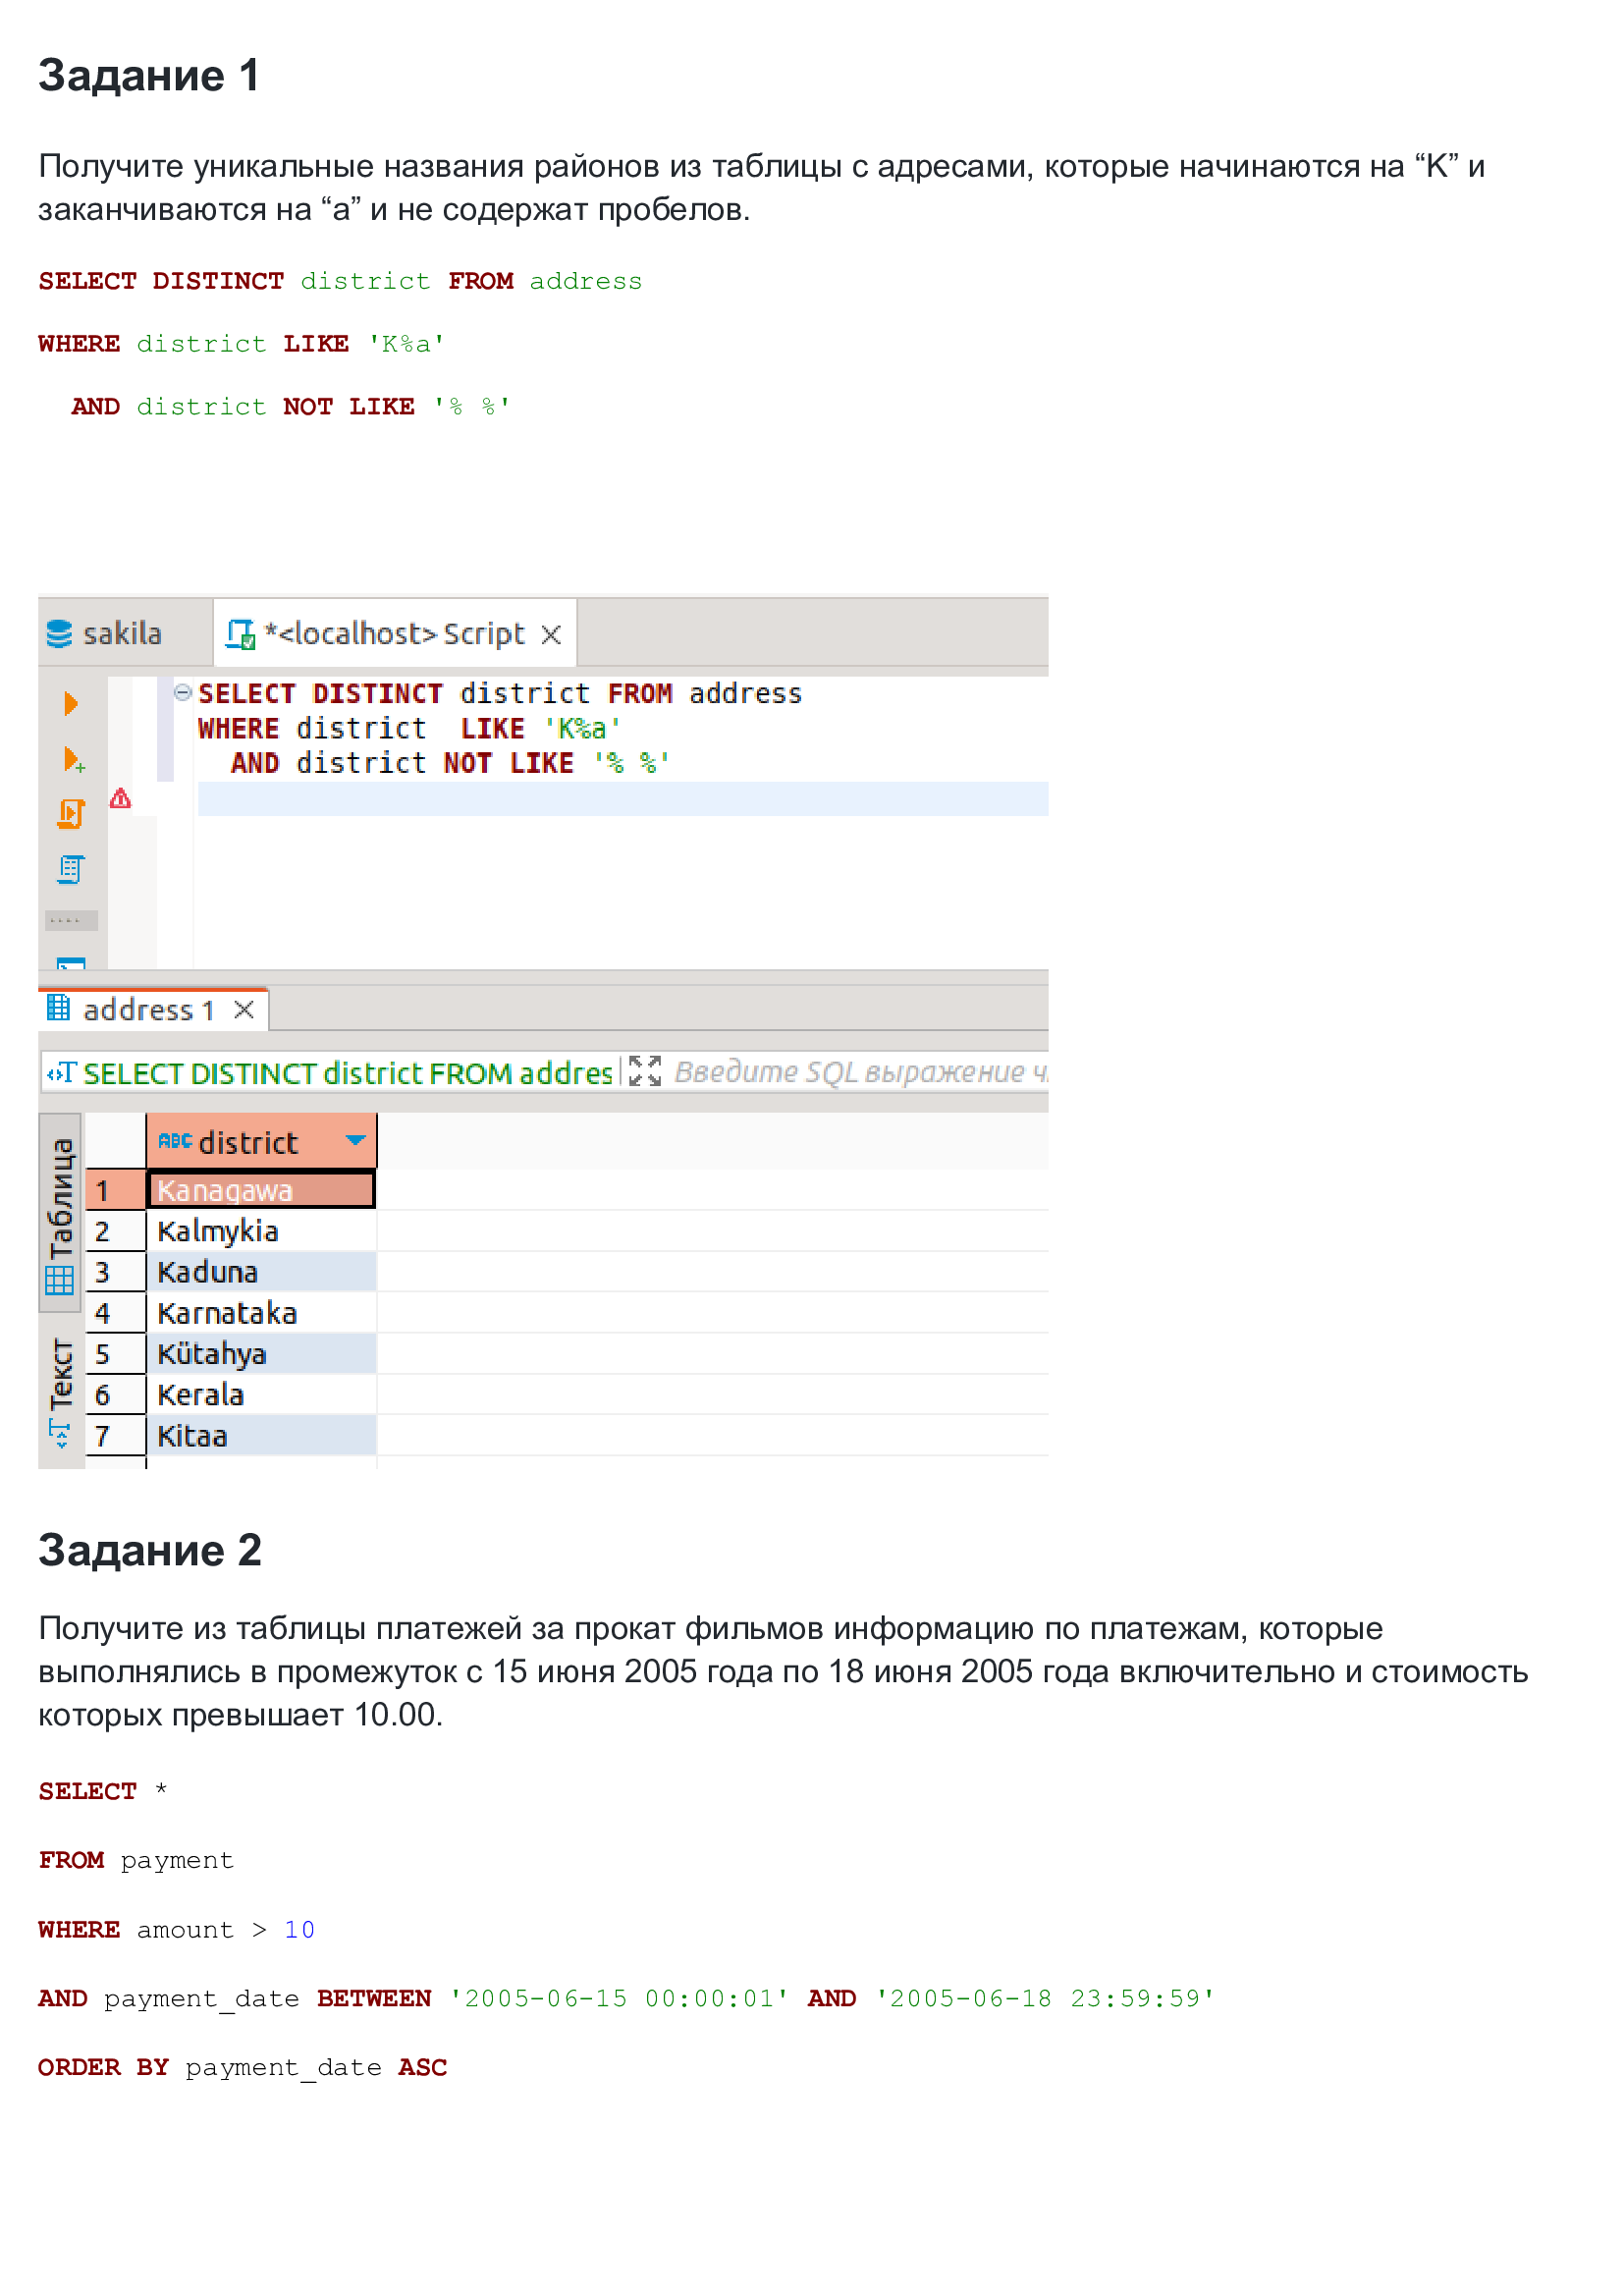 Задание 1
Получите уникальные названия районов из таблицы с адресами, которые начинаются на “K” и
заканчиваются на “a” и не содержат пробелов.
SELECT DISTINCT district FROM address
WHERE district LIKE 'K%a'
AND district NOT LIKE '% %'
sakila
*<localhost> Script
SELECT DISTINCT district FROM address
WHERE district  LIKE 'K%a'
AND district NOT LIKE '% %'
address 1
SELECT DISTINCT district FROM addres
Введите SQL выражение ч
Таблица
Текст
ABC district
1 Kanagawa
2 Kalmykia
3 Kaduna
4 Karnataka
5 Kütahya
6 Kerala
7 Kitaa
Задание 2
Получите из таблицы платежей за прокат фильмов информацию по платежам, которые
выполнялись в промежуток с 15 июня 2005 года по 18 июня 2005 года включительно и стоимость
которых превышает 10.00.
SELECT *
FROM payment
WHERE amount > 10
AND payment_date BETWEEN '2005-06-15 00:00:01' AND '2005-06-18 23:59:59'
ORDER BY payment_date ASC